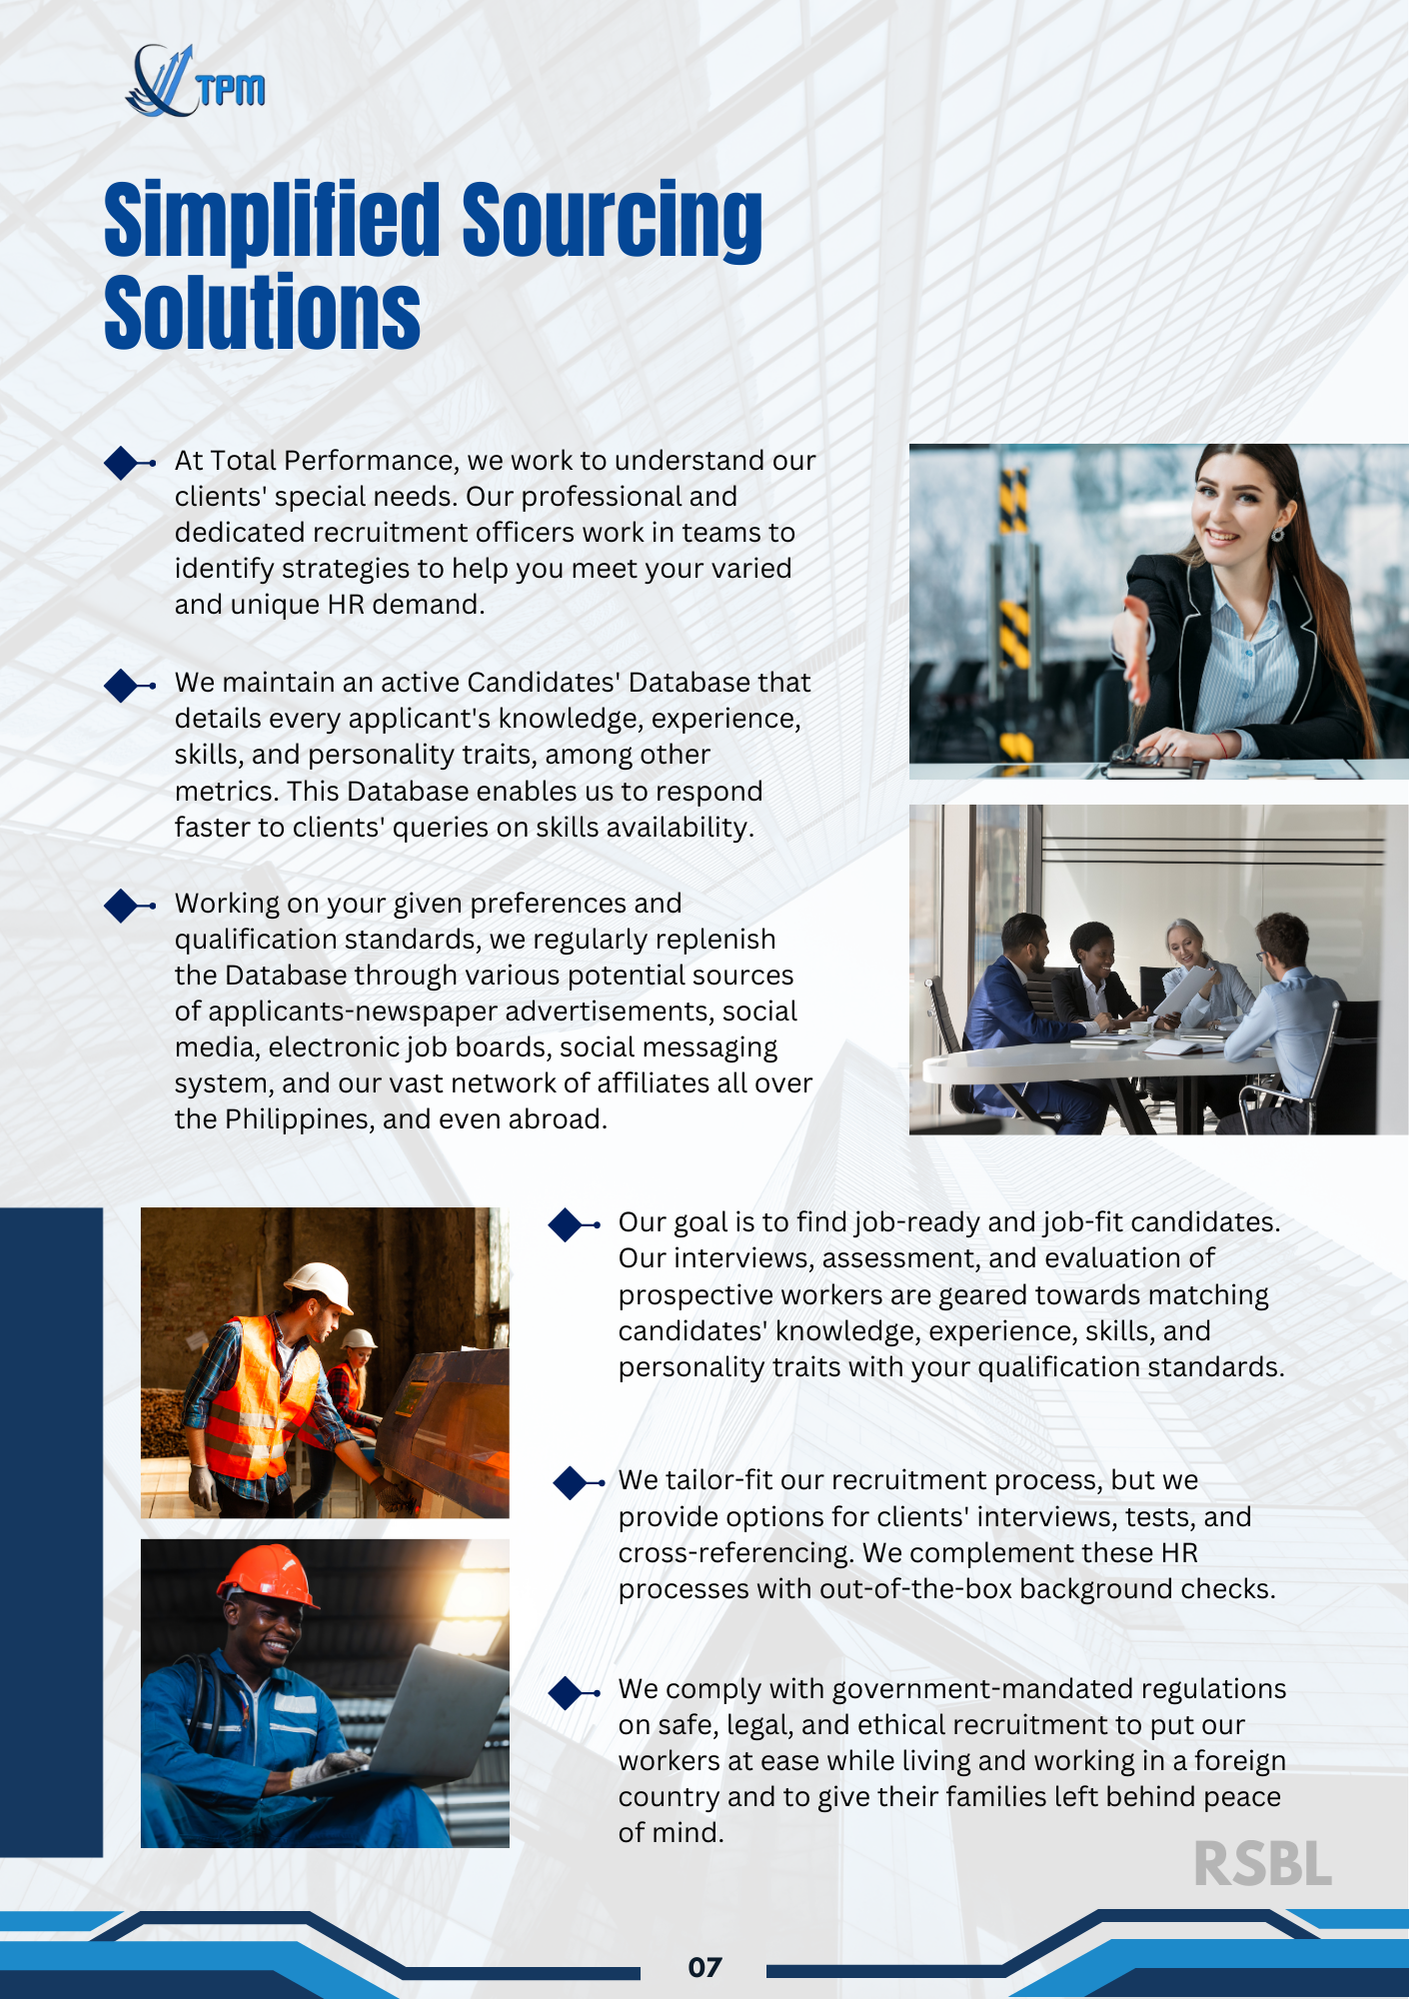 TPM
Simplified Sourcing
Solutions
At Total Performance, we work to understand our
clients' special needs. Our professional and
dedicated recruitment officers work in teams to
identify strategies to help you meet your varied
and unique HR demand.
We maintain an active Candidates' Database that
details every applicant's knowledge, experience,
skills, and personality traits, among other
metrics. This Database enables us to respond
faster to clients' queries on skills availability.
Working on your given preferences and
qualification standards, we regularly replenish
the Database through various potential sources
of applicants-newspaper advertisements, social
media, electronic job boards, social messaging
system, and our vast network of affiliates all over
the Philippines, and even abroad.
Our goal is to find job-ready and job-fit candidates.
Our interviews, assessment, and evaluation of
prospective workers are geared towards matching
candidates' knowledge, experience, skills, and
personality traits with your qualification standards.
We tailor-fit our recruitment process, but we
provide options for clients' interviews, tests, and
cross-referencing. We complement these HR
processes with out-of-the-box background checks.
We comply with government-mandated regulations
on safe, legal, and ethical recruitment to put our
workers at ease while living and working in a foreign
country and to give their families left behind peace
of mind.
RSBL
07